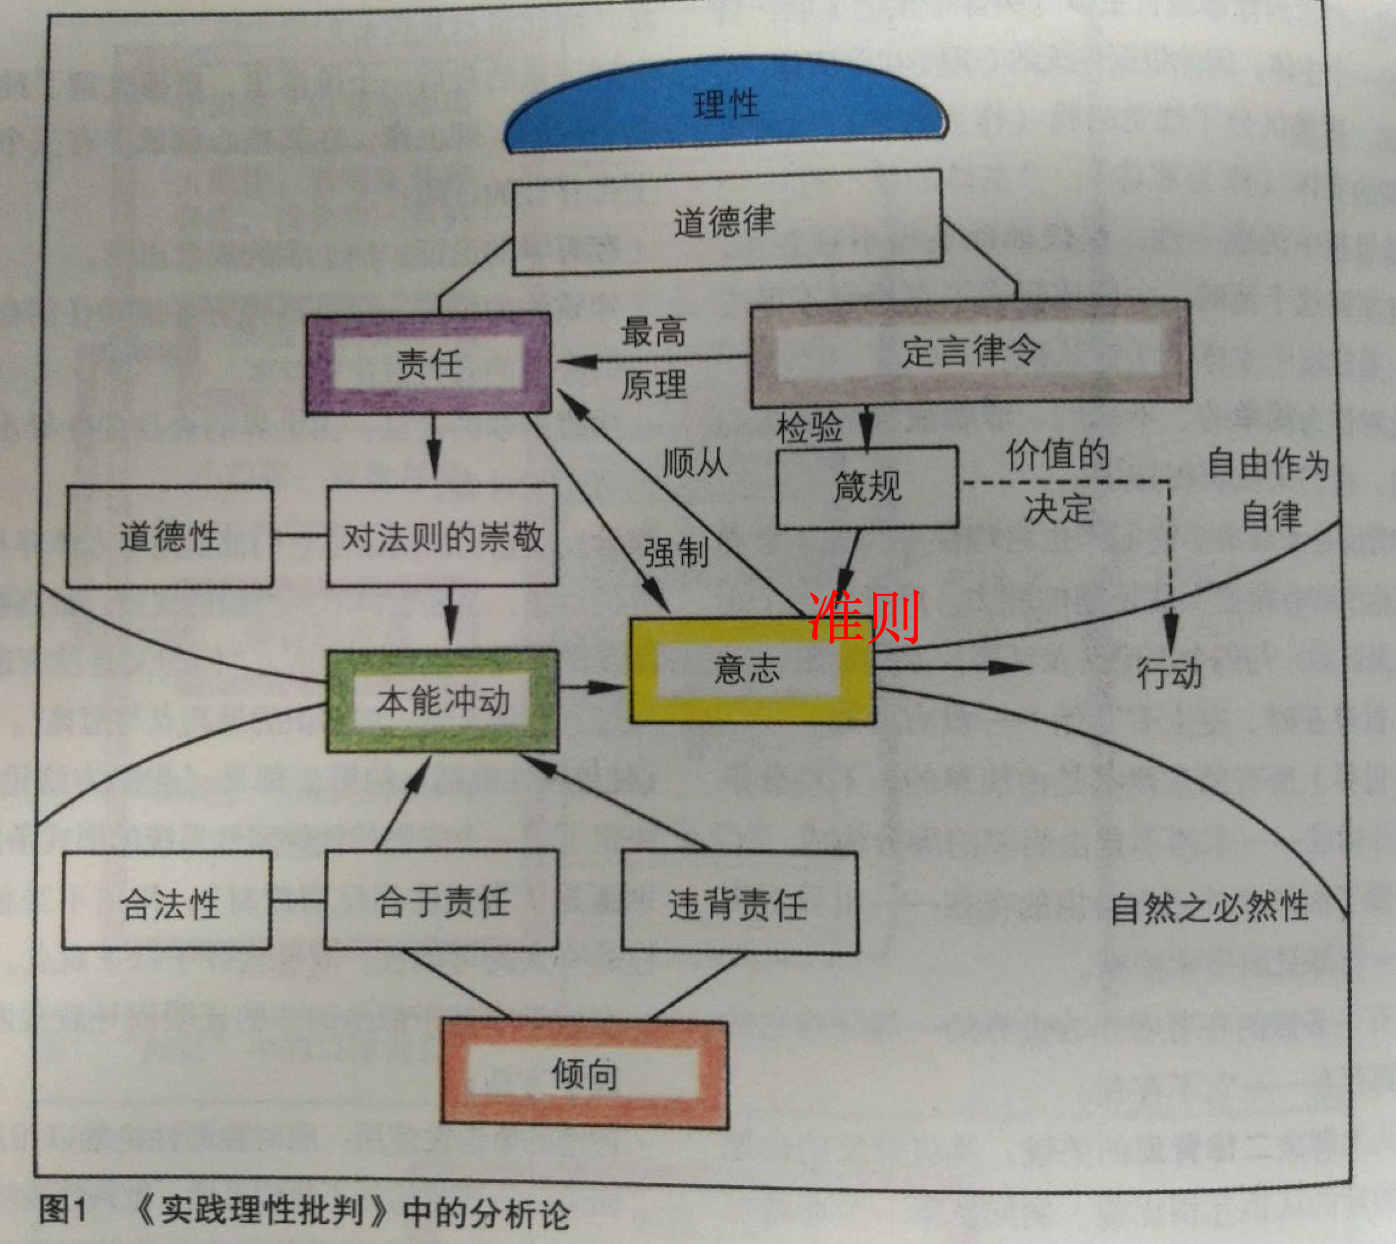 理性
道德律
责任
最高
原理
定言律令
检验
顺从
箴规
价值的
决定
自由作为
自律
道德性
对法则的崇敬
强制
准则
本能冲动
意志
行动
合法性
合于责任
违背责任
自然之必然性
倾向
图1 《实践理性批判》中的分析论